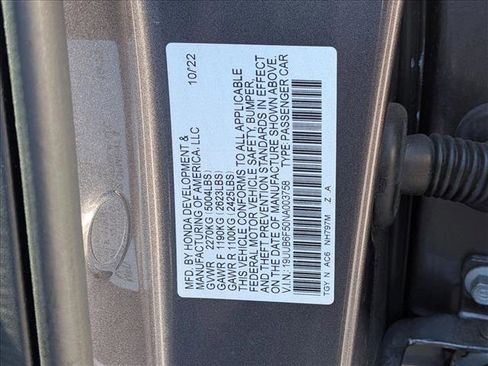 MFD. BY HONDA DEVELOPMENT & 10/22
MANUFACTURING OF AMERICA, LLC
GVWR 2270KG (5004LBS)
GAWR F 1190KG (2623LBS)
GAWR R 1100KG (2425LBS)
THIS VEHICLE CONFORMS TO ALL APPLICABLE
FEDERAL MOTOR VEHICLE SAFETY, BUMPER,
AND THEFT PREVENTION STANDARDS IN EFFECT
ON THE DATE OF MANUFACTURE SHOWN ABOVE.
V.I.N.: 19UUB6F50VA003758 TYPE PASSENGER CAR
TGY N AC6 NH797M Z A